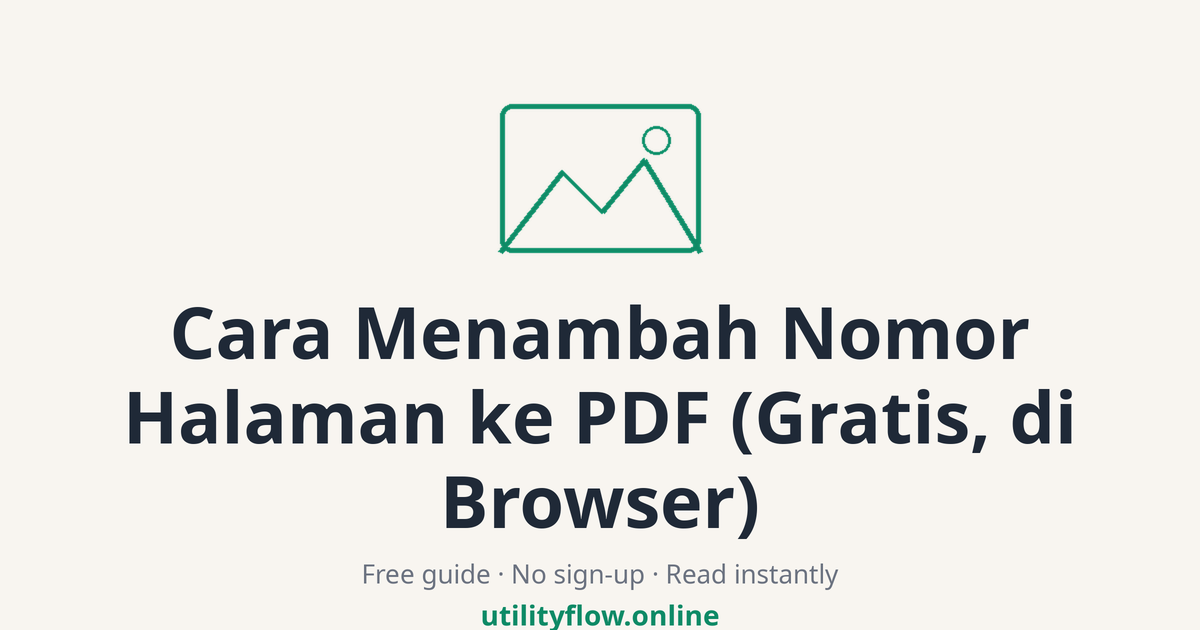 Cara Menambah Nomor
Halaman ke PDF (Gratis, di
Browser)
Free guide · No sign-up · Read instantly
utilityflow.online